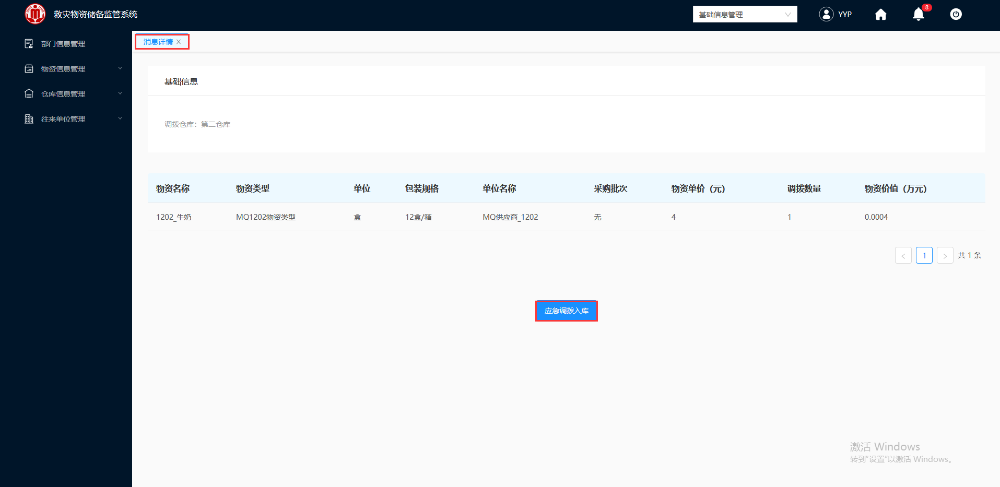 救灾物资储备监管系统
基础信息管理
YYP
8
部门信息管理
物资信息管理
仓库信息管理
往来单位管理
消息详情
基础信息
调拨仓库：第二仓库
物资名称 物资类型 单位 包装规格 单位名称 采购批次 物资单价（元） 调拨数量 物资价值（万元）
1202_牛奶 MQ1202物资类型 盒 12盒/箱 MQ供应商_1202 无 4 1 0.0004
< 1 > 共 1 条
应急调拨入库
激活 Windows
转到“设置”以激活 Windows。